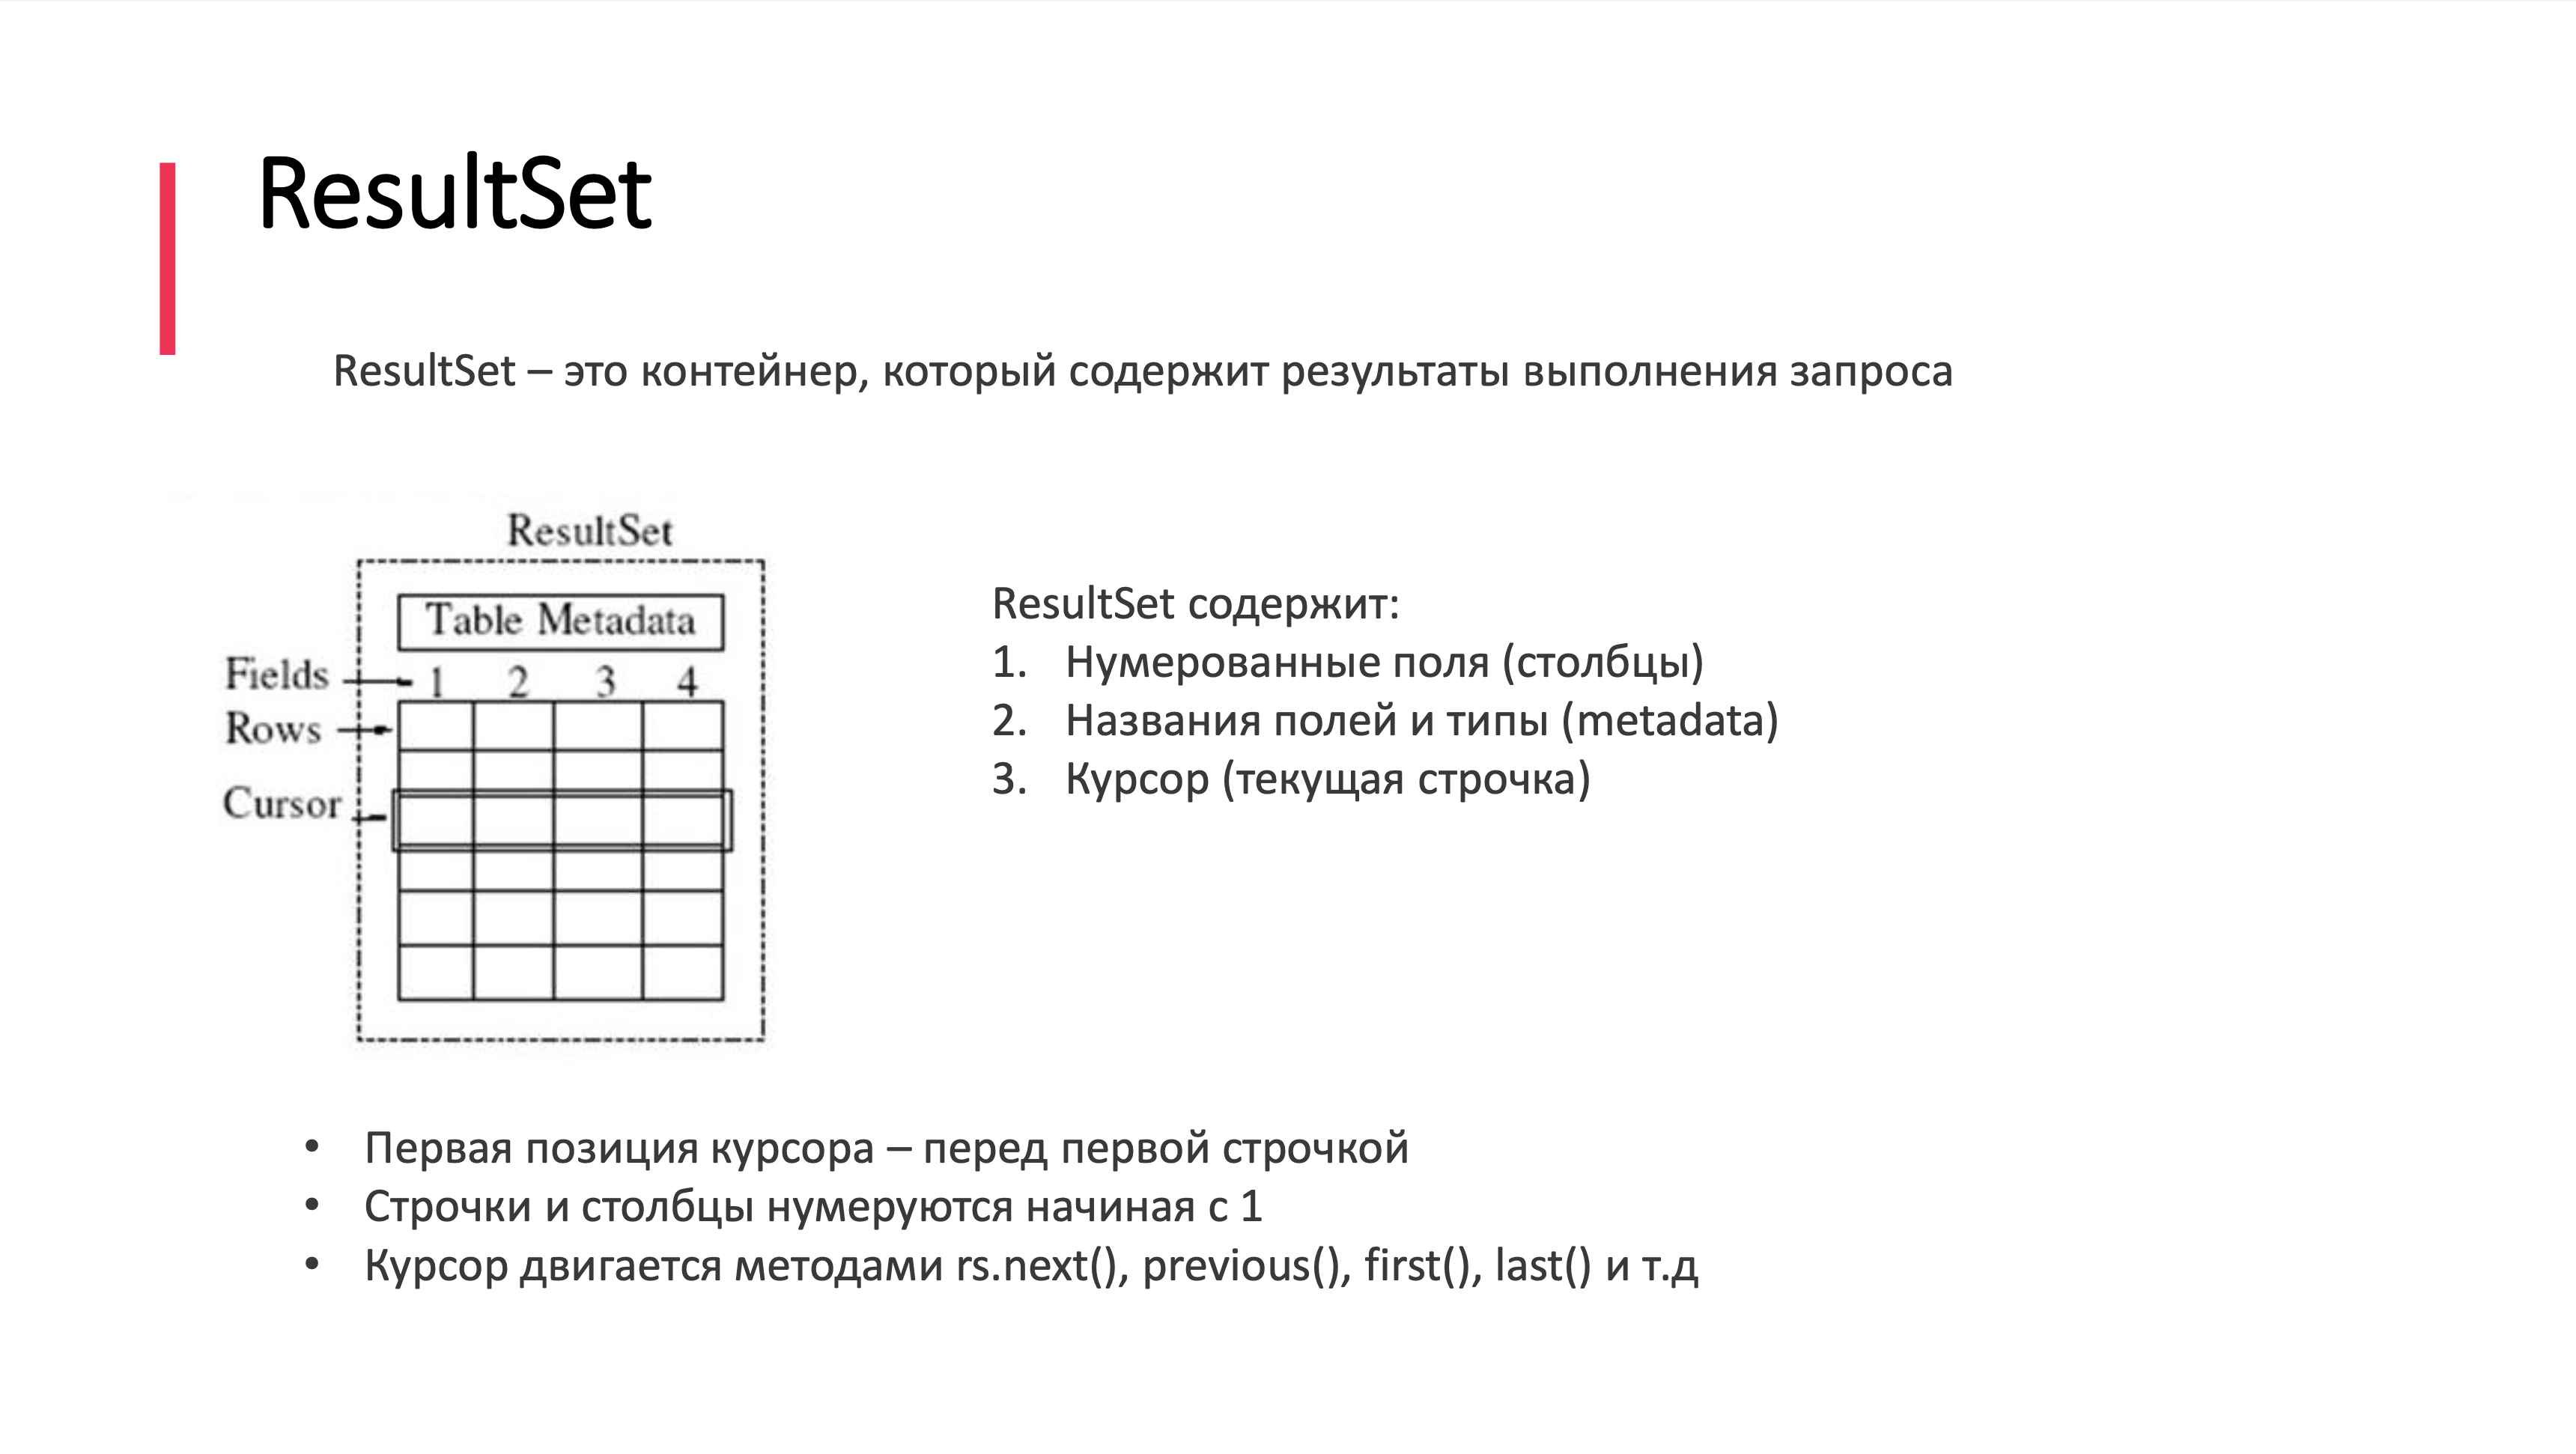 ResultSet
ResultSet – это контейнер, который содержит результаты выполнения запроса
ResultSet
Table Metadata
Fields 1 2 3 4
Rows
Cursor
ResultSet содержит:
1. Нумерованные поля (столбцы)
2. Названия полей и типы (metadata)
3. Курсор (текущая строчка)
• Первая позиция курсора – перед первой строчкой
• Строчки и столбцы нумеруются начиная с 1
• Курсор двигается методами rs.next(), previous(), first(), last() и т.д